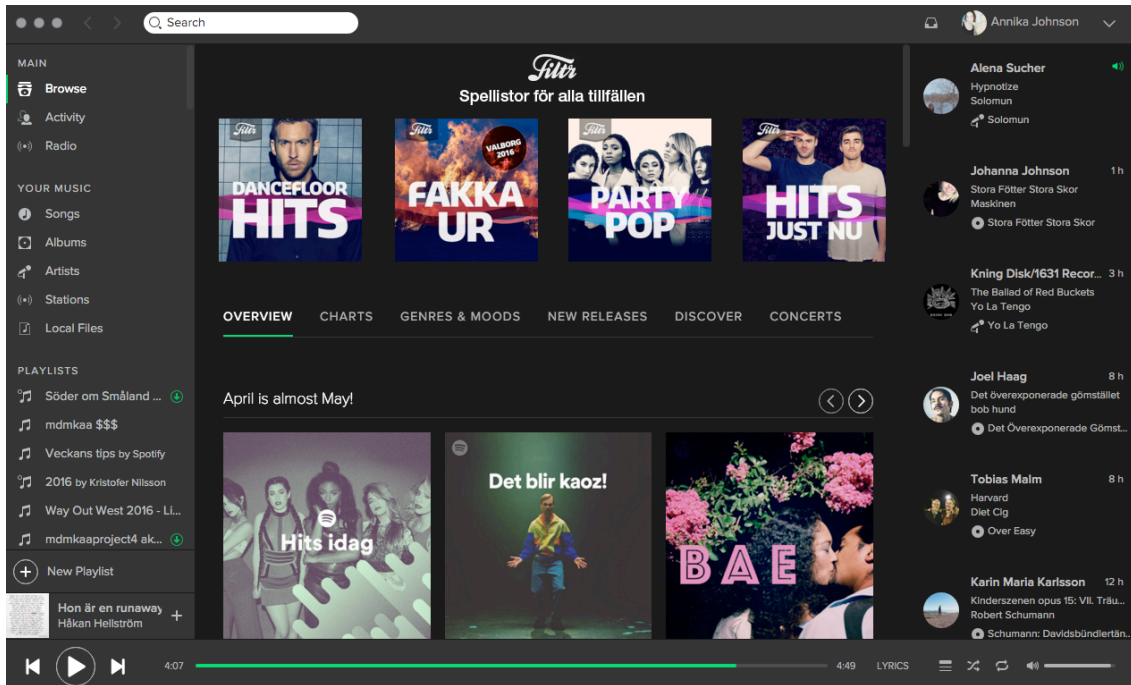 Search
Annika Johnson
MAIN
Browse
Activity
Radio
YOUR MUSIC
Songs
Albums
Artists
Stations
Local Files
PLAYLISTS
Söder om Småland ...
mdmkaa $$$
Veckans tips by Spotify
2016 by Kristofer Nilsson
Way Out West 2016 - Li...
mdmkaaproject4 ak...
New Playlist
Hon är en runaway
Håkan Hellström
Filtr
Spellistor för alla tillfällen
Filtr
DANCEFLOOR
HITS
Filtr
VALBORG
2016
FAKKA
UR
Filtr
PARTY
POP
Filtr
HITS
JUST NU
OVERVIEW CHARTS GENRES & MOODS NEW RELEASES DISCOVER CONCERTS
April is almost May!
Hits idag
Det blir kaoz!
BAE
Alena Sucher
Hypnotize
Solomun
Solomun
Johanna Johnson 1 h
Stora Fötter Stora Skor
Maskinen
Stora Fötter Stora Skor
Kning Disk/1631 Recor... 3 h
The Ballad of Red Buckets
Yo La Tengo
Yo La Tengo
Joel Haag 8 h
Det överexponerade gömstället
bob hund
Det Överexponerade Gömst...
Tobias Malm 8 h
Harvard
Diet Cig
Over Easy
Karin Maria Karlsson 12 h
Kinderszenen opus 15: VII. Träu...
Robert Schumann
Schumann: Davidsbündlertän...
4:07 4:49 LYRICS